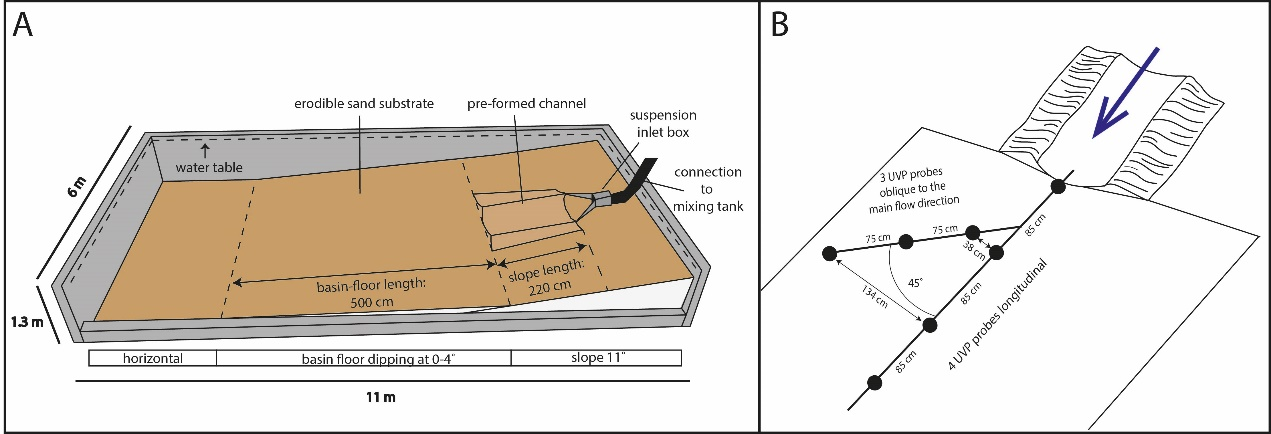 A
erodible sand substrate
pre-formed channel
suspension
inlet box
water table
connection
to
mixing tank
6 m
basin-floor length:
500 cm
slope length:
220 cm
1.3 m
horizontal
basin floor dipping at 0-4°
slope 11°
11 m
B
3 UVP probes
oblique to the
main flow direction
75 cm
75 cm
38 cm
85 cm
45°
134 cm
85 cm
85 cm
4 UVP probes longitudinal